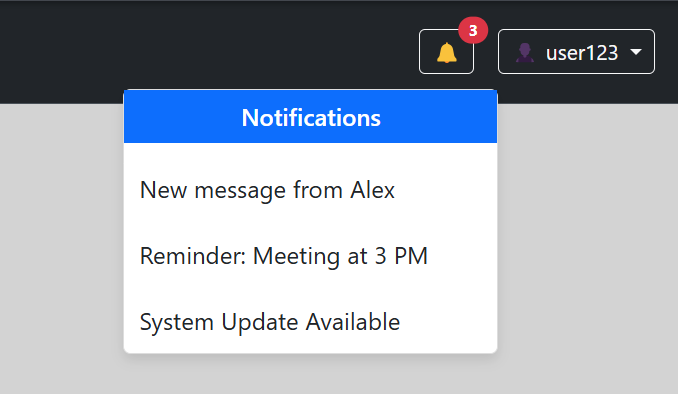 3
user123
Notifications
New message from Alex
Reminder: Meeting at 3 PM
System Update Available